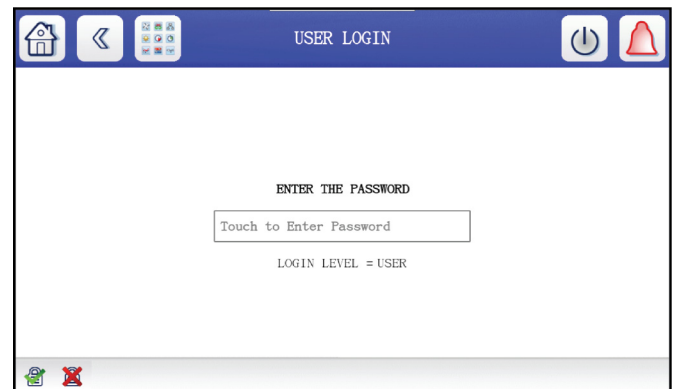 USER LOGIN
ENTER THE PASSWORD
Touch to Enter Password
LOGIN LEVEL = USER